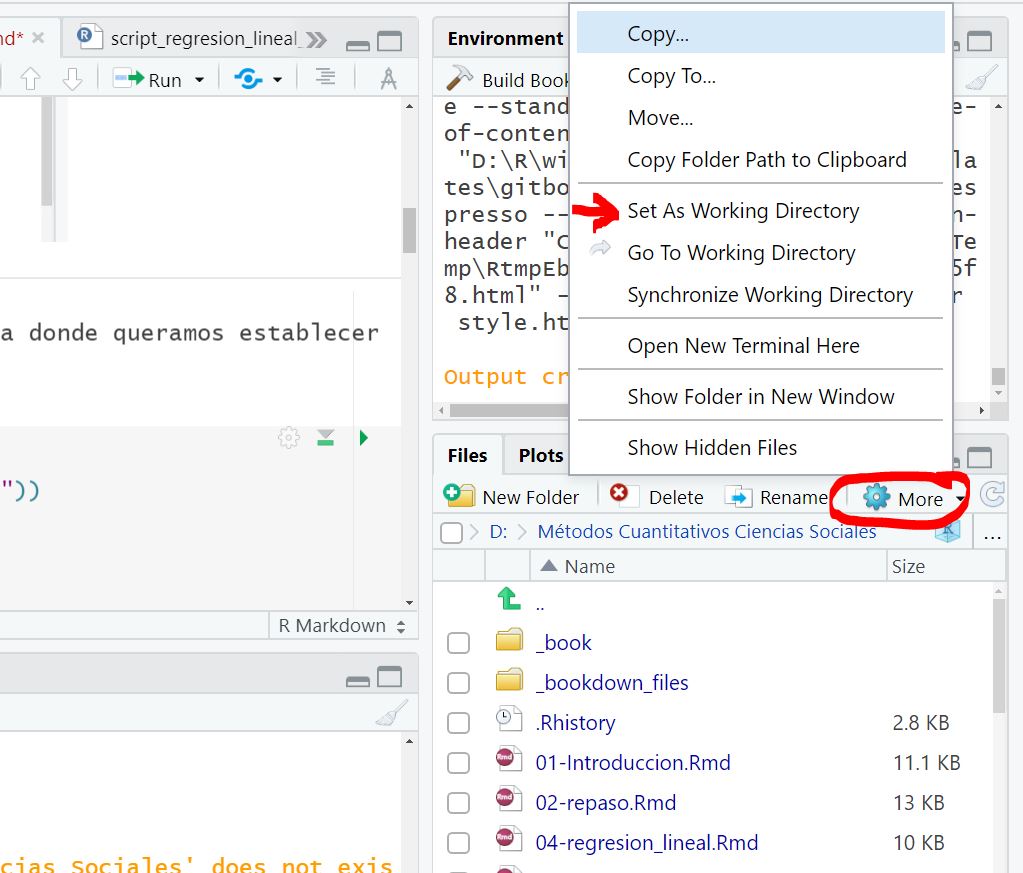 nd*
script_regresion_lineal_
Run
a donde queramos establecer
"))
R Markdown
cias Sociales' does not exis
Environment
Build Book
e --stand
e-
of-conten
"D:\R\wi
la
tes\gitbo
es
presso --
n-
header "C
Te
mp\RtmpEb
5f
8.html" -
r
style.ht
Output cr
Copy...
Copy To...
Move...
Copy Folder Path to Clipboard
Set As Working Directory
Go To Working Directory
Synchronize Working Directory
Open New Terminal Here
Show Folder in New Window
Show Hidden Files
Files Plots
New Folder Delete Rename More
D: Métodos Cuantitativos Ciencias Sociales ...
Name Size
..
_book
_bookdown_files
.Rhistory 2.8 KB
01-Introduccion.Rmd 11.1 KB
02-repaso.Rmd 13 KB
04-regresion_lineal.Rmd 10 KB